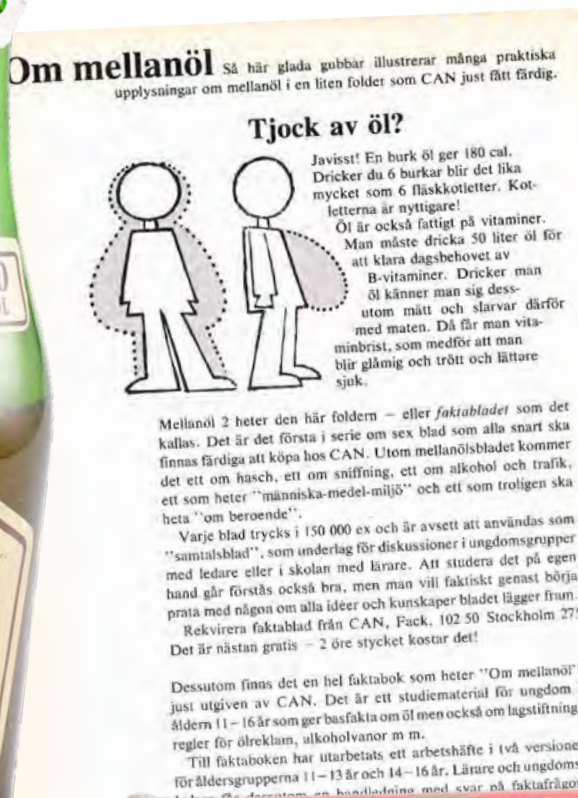 Om mellanöl Så här glada gubbar illustrerar många praktiska
upplysningar om mellanöl i en liten folder som CAN just fått färdig.
Tjock av öl?
Javisst! En burk öl ger 180 cal.
Dricker du 6 burkar blir det lika
mycket som 6 fläskkotletter. Kot-
letterna är nyttigare!
Öl är också fattigt på vitaminer.
Man måste dricka 50 liter öl för
att klara dagsbehovet av
B-vitaminer. Dricker man
öl känner man sig dess-
utom mätt och slarvar därför
med maten. Då får man vita-
minbrist, som medför att man
blir glåmig och trött och lättare
sjuk.
Mellanöl 2 heter den här foldern – eller faktabladet som det
kallas. Det är det första i serie om sex blad som alla snart ska
finnas färdiga att köpa hos CAN. Utom mellanölsbladet kommer
det ett om hasch, ett om sniffning, ett om alkohol och trafik,
ett som heter "människa-medel-miljö" och ett som troligen ska
heta "om beroende".
Varje blad trycks i 150 000 ex och är avsett att användas som
"samtalsblad", som underlag för diskussioner i ungdomsgrupper
med ledare eller i skolan med lärare. Att studera det på egen
hand går förstås också bra, men man vill faktiskt genast börja
prata med någon om alla idéer och kunskaper bladet lägger fram.
Rekvirera faktablad från CAN, Fack, 102 50 Stockholm 27!
Det är nästan gratis – 2 öre stycket kostar det!
Dessutom finns det en hel faktabok som heter "Om mellanöl"
just utgiven av CAN. Det är ett studiematerial för ungdom
åldern 11–16 år som ger basfakta om öl men också om lagstiftning
regler för ölreklam, alkoholvanor m m.
Till faktaboken har utarbetats ett arbetshäfte i två versione
för åldersgrupperna 11–13 år och 14–16 år. Lärare och ungdoms
en handledning med svar på faktafrågor